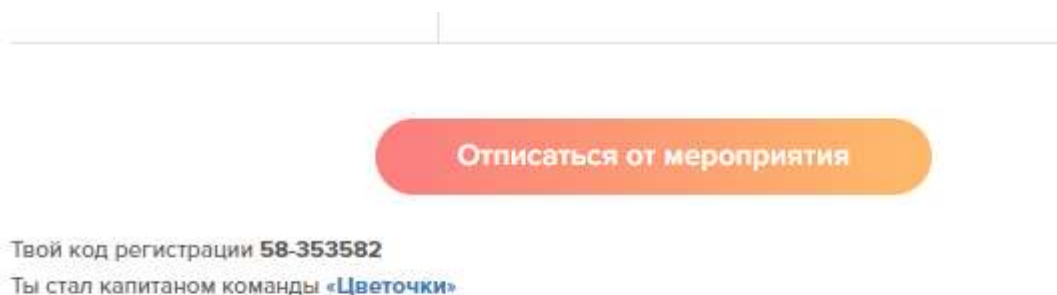 Отписаться от мероприятия
Твой код регистрации 58-353582
Ты стал капитаном команды «Цветочки»